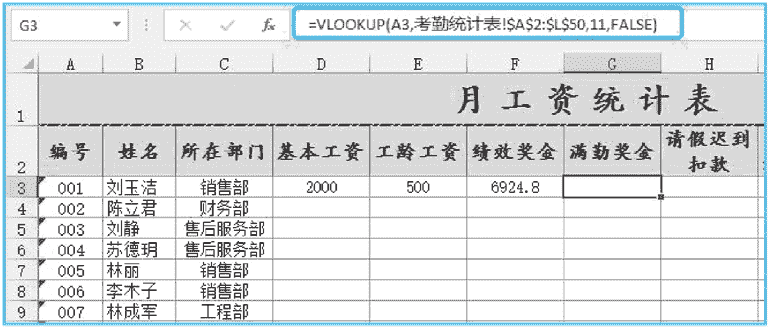 G3 =VLOOKUP(A3,考勤统计表!$A$2:$L$50,11,FALSE)
A B C D E F G H
1 月工资统计表
2 编号 姓名 所在部门 基本工资 工龄工资 绩效奖金 满勤奖金 请假迟到扣款
3 001 刘玉洁 销售部 2000 500 6924.8
4 002 陈立君 财务部
5 003 刘静 售后服务部
6 004 苏德玥 售后服务部
7 005 林丽 销售部
8 006 李木子 销售部
9 007 林成军 工程部